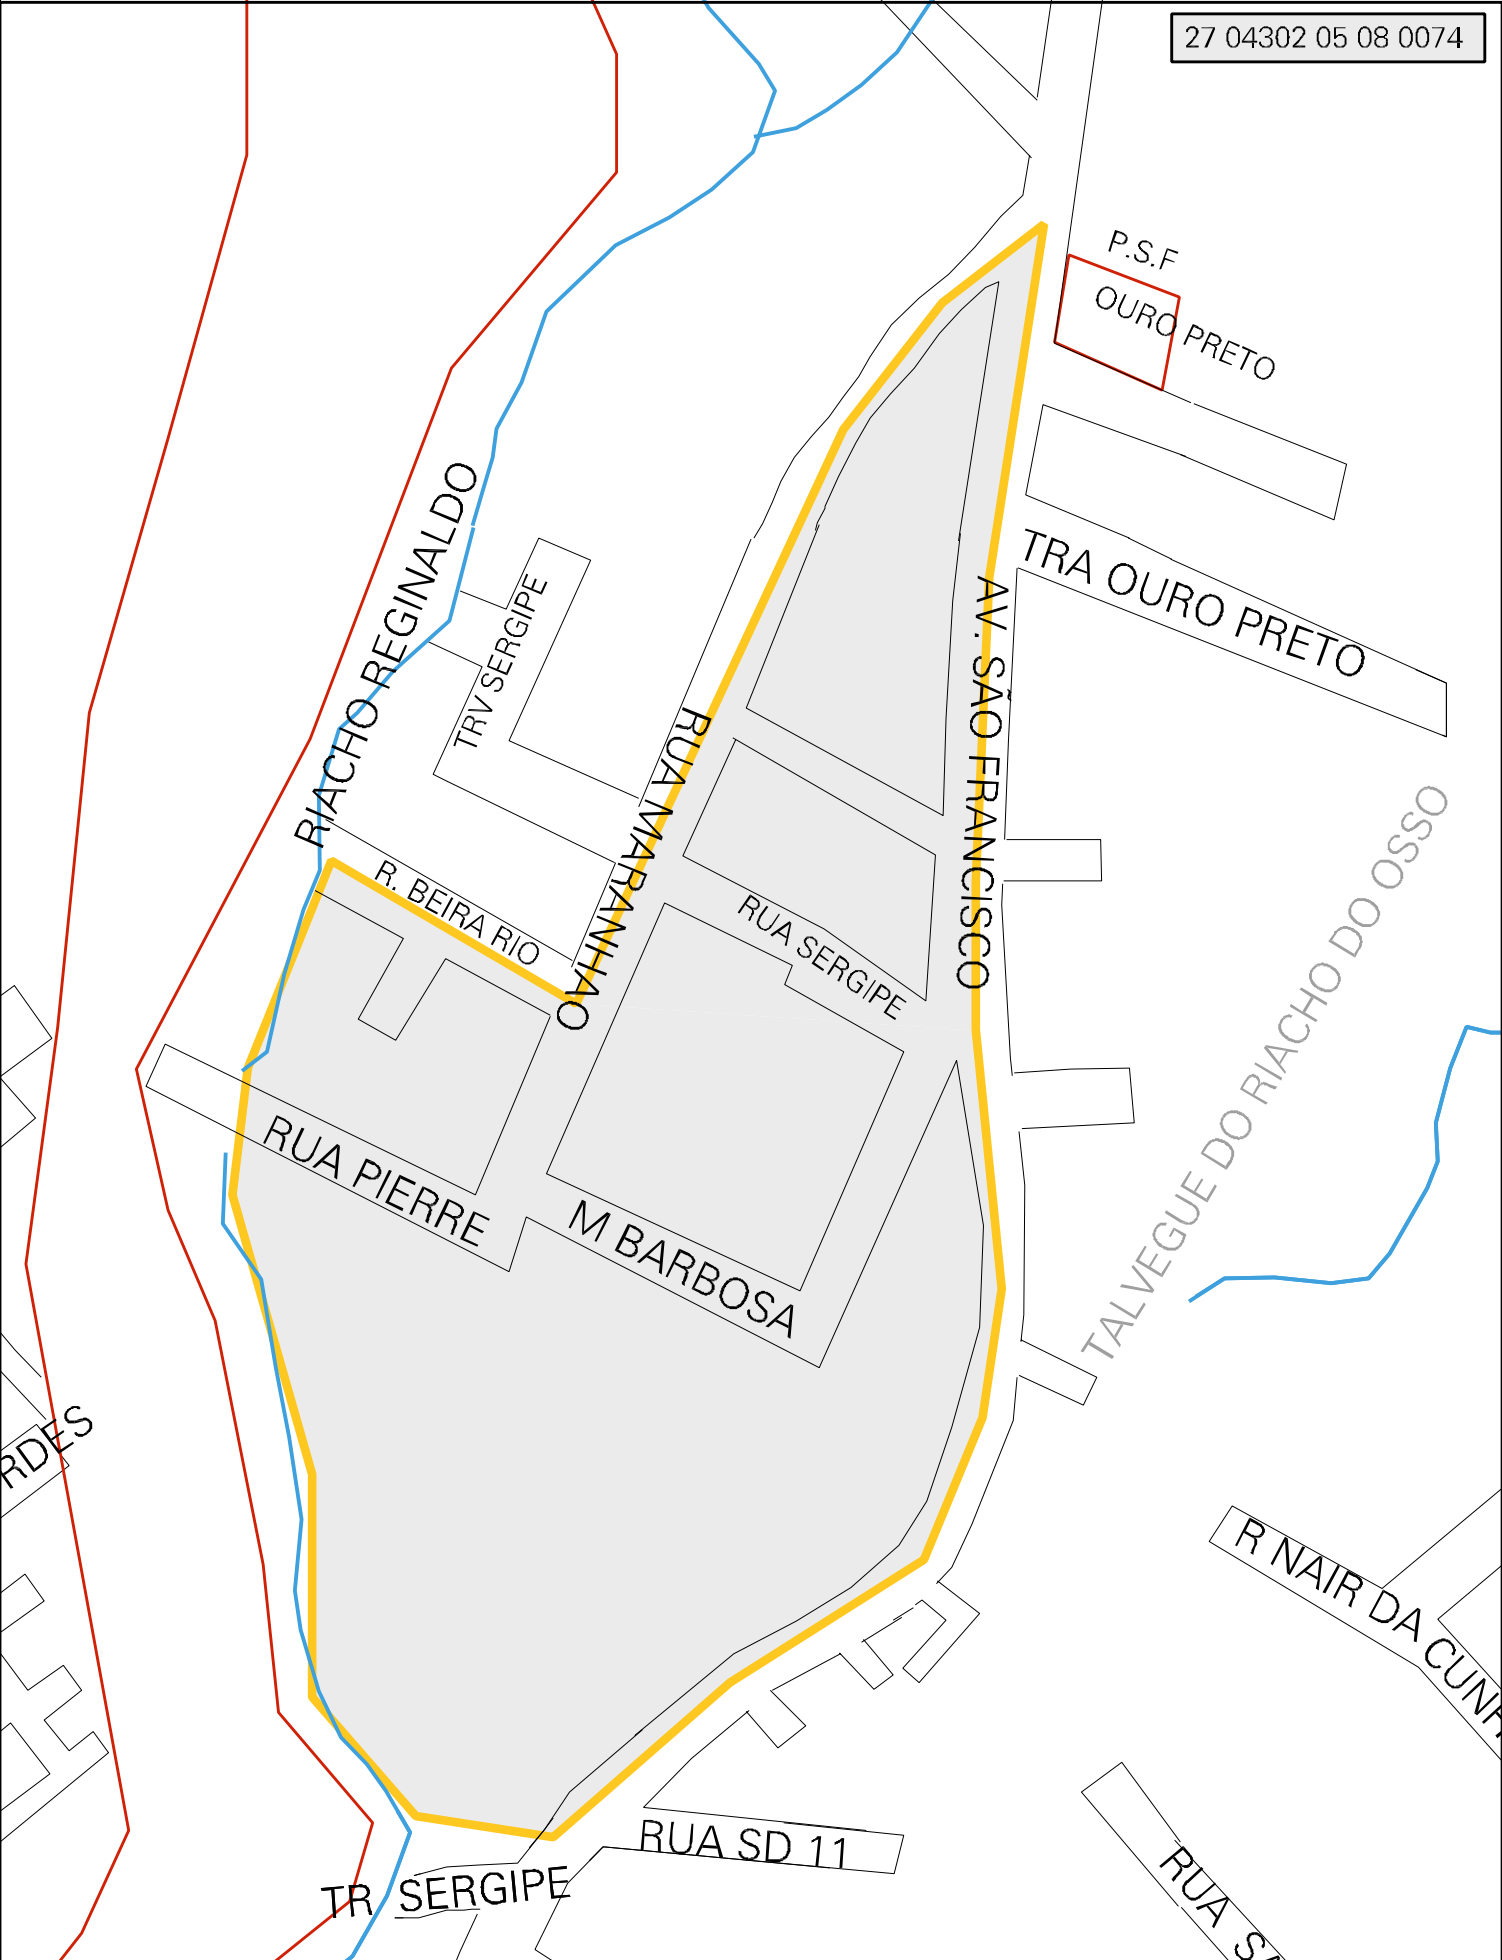 27 04302 05 08 0074
P.S.F
OURO PRETO
RIACHO REGINALDO
TRV SERGIPE
TRA OURO PRETO
AV. SÃO FRANCISCO
RUA MARANHAO
R. BEIRA RIO
RUA SERGIPE
TALVEGUE DO RIACHO DO OSSO
RUA PIERRE
M BARBOSA
RDES
R NAIR DA CUNH
RUA SD 11
TR SERGIPE
RUA SA